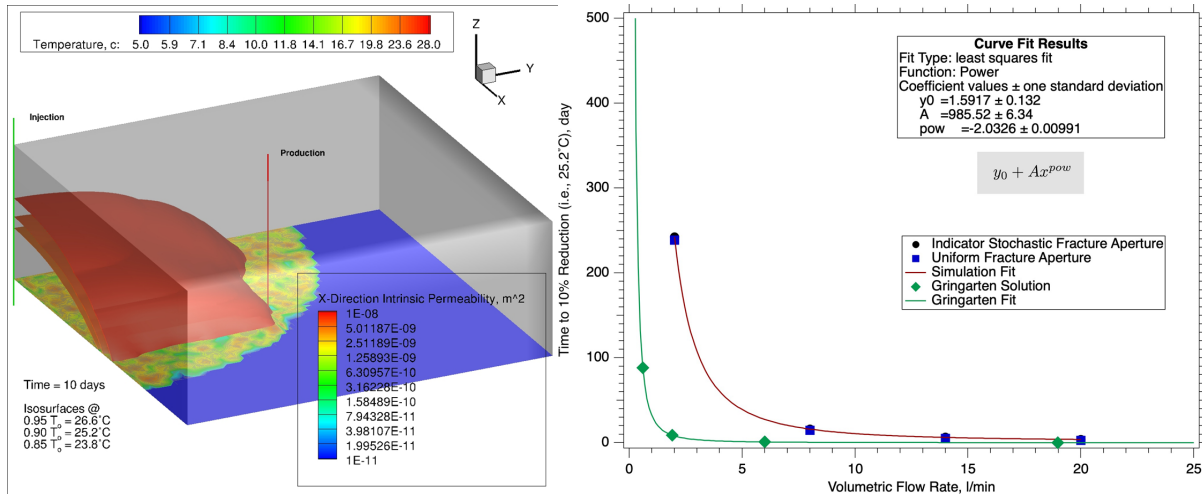 Temperature, c: 5.0 5.9 7.1 8.4 10.0 11.8 14.1 16.7 19.8 23.6 28.0
Z
Y
X
Injection
Production
X-Direction Intrinsic Permeability, m^2
1E-08
5.01187E-09
2.51189E-09
1.25893E-09
6.30957E-10
3.16228E-10
1.58489E-10
7.94328E-11
3.98107E-11
1.99526E-11
1E-11
Time = 10 days
Isosurfaces @
0.95 T_o = 26.6°C
0.90 T_o = 25.2°C
0.85 T_o = 23.8°C
Time to 10% Reduction (i.e., 25.2°C), day
500
400
300
200
100
0
Curve Fit Results
Fit Type: least squares fit
Function: Power
Coefficient values ± one standard deviation
y0 =1.5917 ± 0.132
A =985.52 ± 6.34
pow =-2.0326 ± 0.00991
y₀ + Ax^pow
Indicator Stochastic Fracture Aperture
Uniform Fracture Aperture
Simulation Fit
Gringarten Solution
Gringarten Fit
0 5 10 15 20 25
Volumetric Flow Rate, l/min